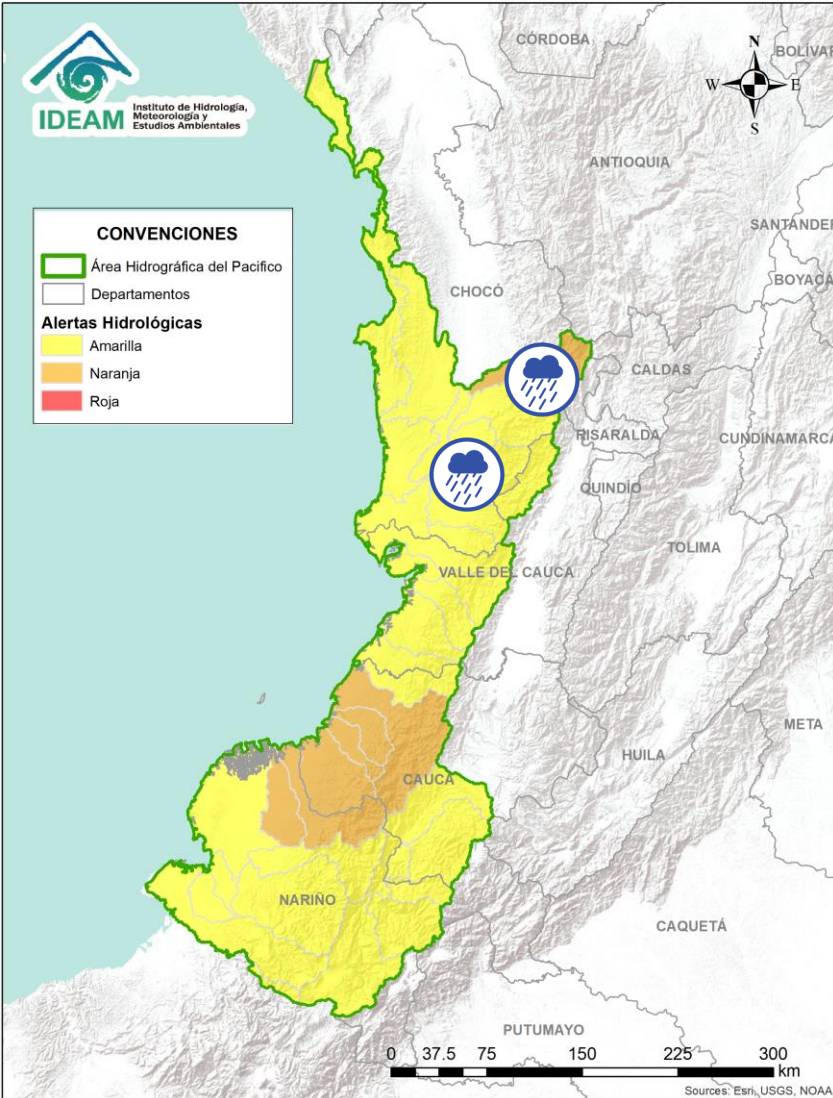 IDEAM
Instituto de Hidrología,
Meteorología y
Estudios Ambientales
CÓRDOBA
BOLÍVAR
N
W
E
S
ANTIOQUIA
SANTANDER
BOYACÁ
CONVENCIONES
Área Hidrográfica del Pacifico
Departamentos
Alertas Hidrológicas
Amarilla
Naranja
Roja
CHOCÓ
CALDAS
RISARALDA
CUNDINAMARCA
QUINDÍO
TOLIMA
VALLE DEL CAUCA
META
HUILA
CAUCA
NARIÑO
CAQUETÁ
PUTUMAYO
0 37.5 75 150 225 300
km
Sources: Esri, USGS, NOAA